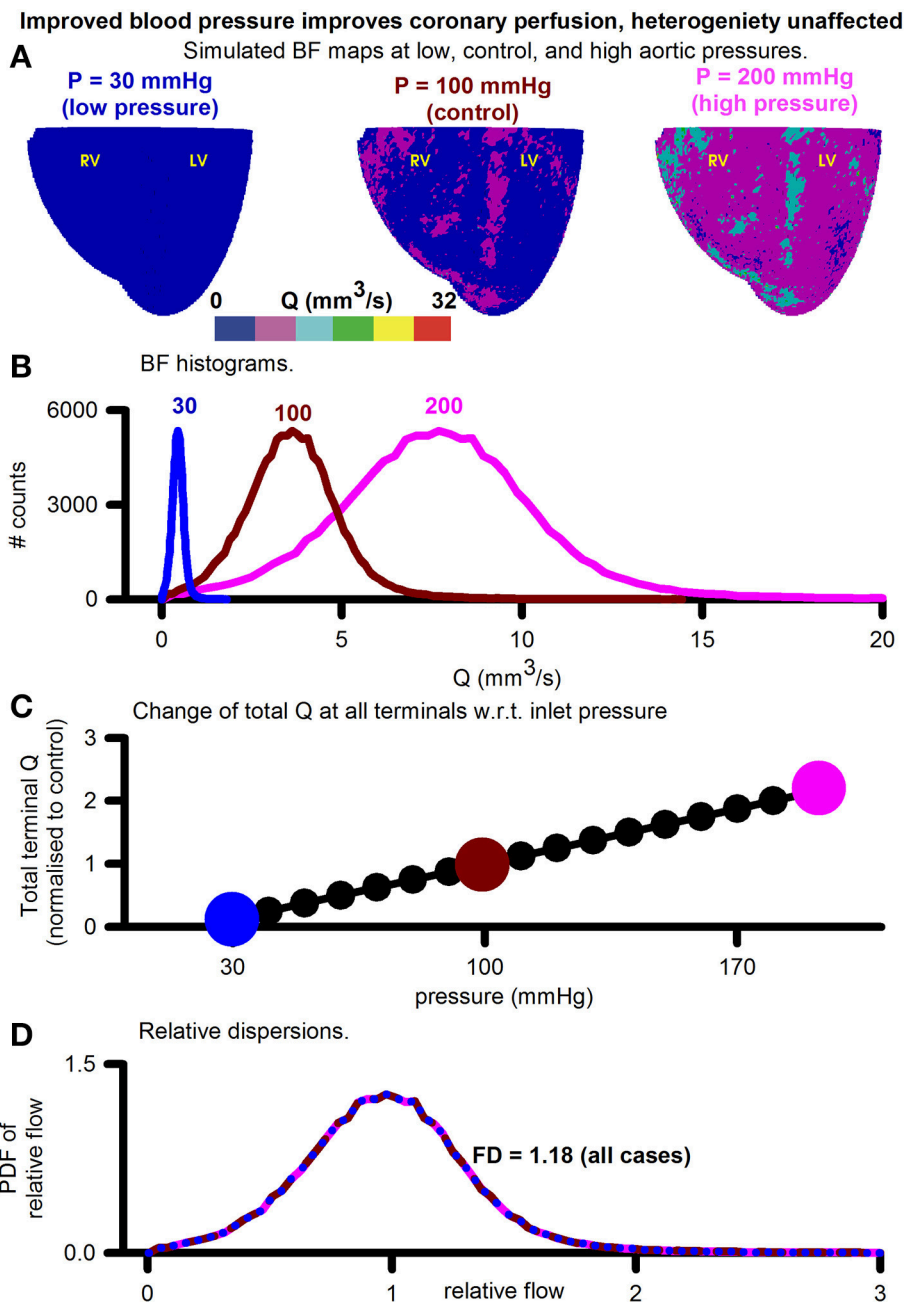 Improved blood pressure improves coronary perfusion, heterogeniety unaffected
A
Simulated BF maps at low, control, and high aortic pressures.
P = 30 mmHg
(low pressure)
P = 100 mmHg
(control)
P = 200 mmHg
(high pressure)
RV LV
RV LV
RV LV
0 Q (mm³/s) 32
B
BF histograms.
6000
3000
0
# counts
30
100
200
0 5 10 15 20
Q (mm³/s)
C
Change of total Q at all terminals w.r.t. inlet pressure
3
2
1
0
Total terminal Q
(normalised to control)
30 100 170
pressure (mmHg)
D
Relative dispersions.
1.5
0.0
PDF of
relative flow
FD = 1.18 (all cases)
0 1 2 3
relative flow